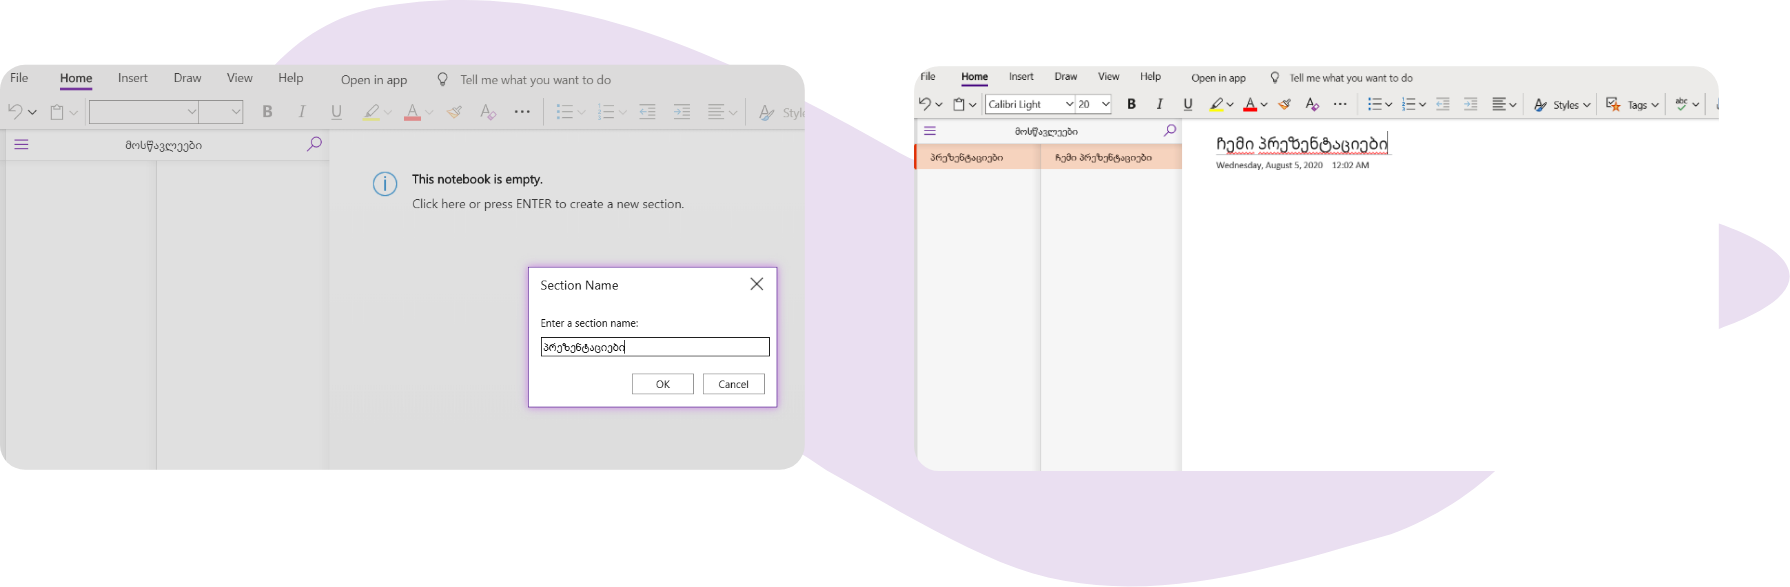 File Home Insert Draw View Help Open in app Tell me what you want to do
B I U
მოსწავლეები
This notebook is empty.
Click here or press ENTER to create a new section.
Section Name
Enter a section name:
პრეზენტაციები
OK Cancel
File Home Insert Draw View Help Open in app Tell me what you want to do
Calibri Light 20 B I U Styles Tags abc
მოსწავლეები
პრეზენტაციები ჩემი პრეზენტაციები
ჩემი პრეზენტაციები
Wednesday, August 5, 2020 12:02 AM